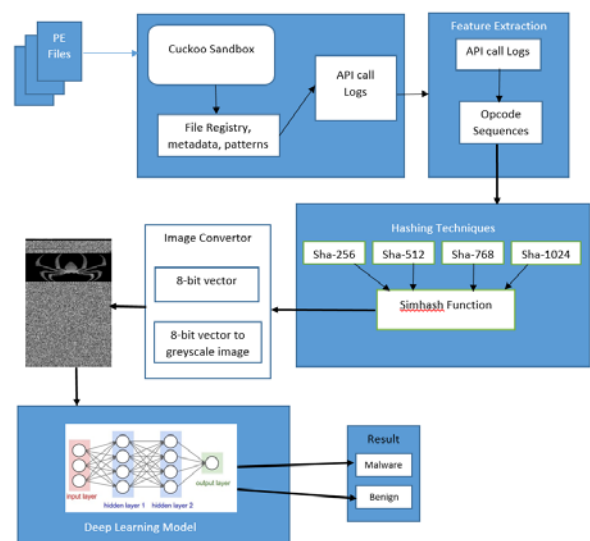 PE
Files
Cuckoo Sandbox
File Registry,
metadata, patterns
API call
Logs
Feature Extraction
API call Logs
Opcode
Sequences
Hashing Techniques
Sha-256
Sha-512
Sha-768
Sha-1024
Simhash Function
Image Convertor
8-bit vector
8-bit vector to
greyscale image
input layer
hidden layer 1
hidden layer 2
output layer
Deep Learning Model
Result
Malware
Benign